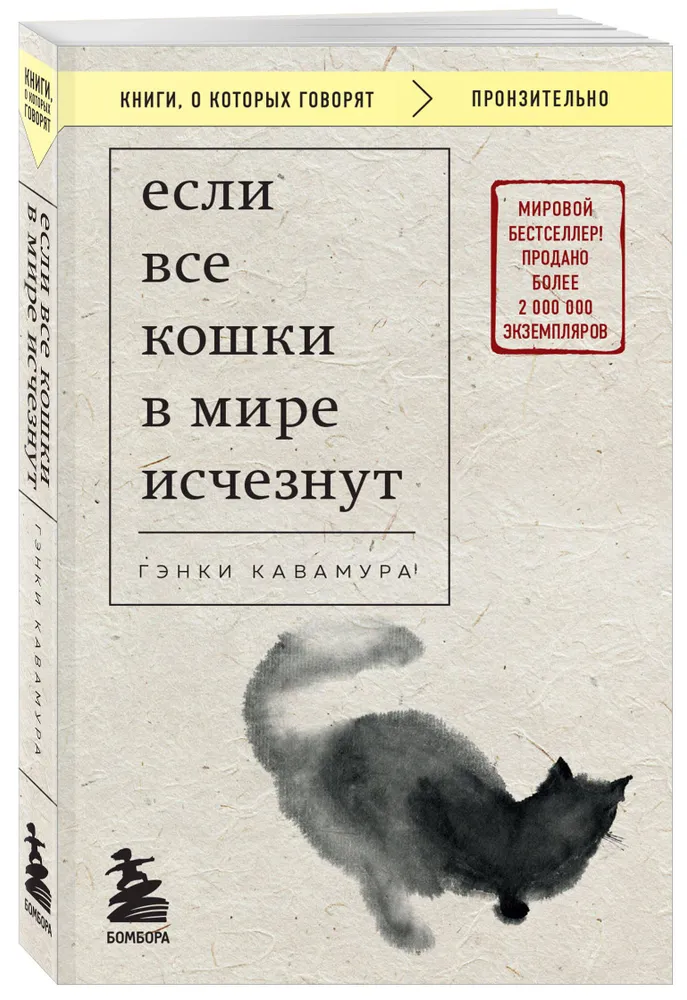 КНИГИ, О КОТОРЫХ ГОВОРЯТ > ПРОНЗИТЕЛЬНО
если
все
кошки
в мире
исчезнут
ГЭНКИ КАВАМУРА
МИРОВОЙ
БЕСТСЕЛЛЕР!
ПРОДАНО
БОЛЕЕ
2 000 000
ЭКЗЕМПЛЯРОВ
БОМБОРА
КНИГИ,
О КОТОРЫХ
ГОВОРЯТ
если все кошки
в мире исчезнут
ГЭНКИ КАВАМУРА
БОМБОРА